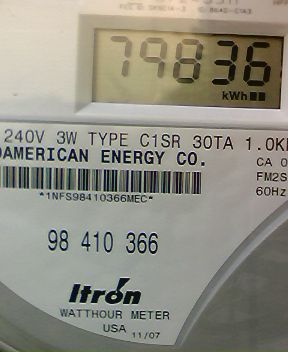 79836
kWh
240V 3W TYPE C1SR 30TA 1.0K
AMERICAN ENERGY CO.
CA 0
FM2S
60Hz
*1NFS98410366MEC*
98 410 366
Itron
WATTHOUR METER
USA 11/07